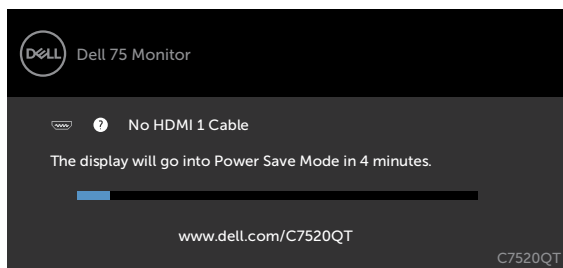 DELL
Dell 75 Monitor
? No HDMI 1 Cable
The display will go into Power Save Mode in 4 minutes.
www.dell.com/C7520QT
C7520QT